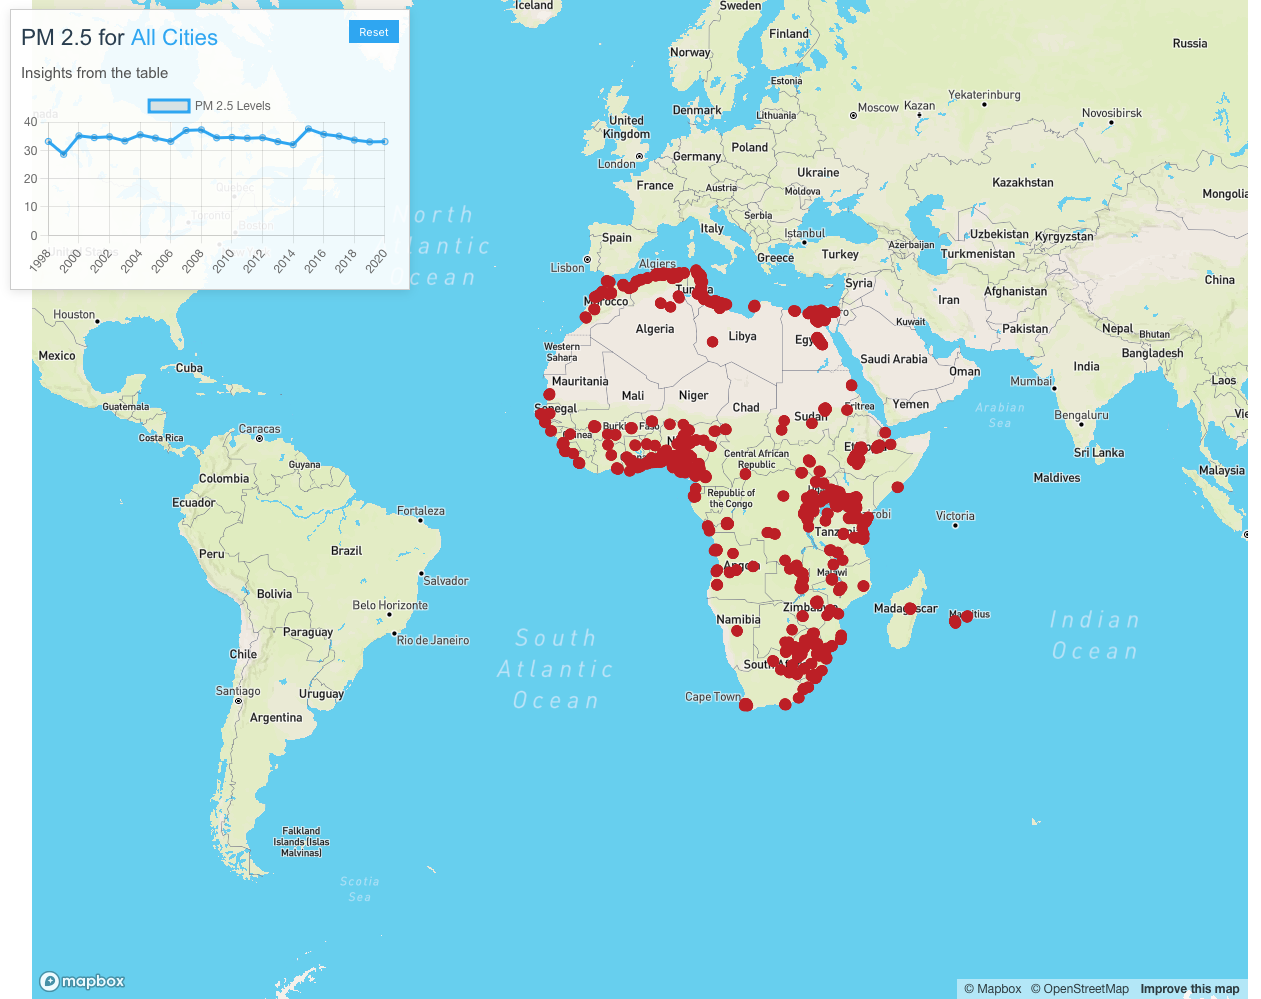 PM 2.5 for All Cities
Reset
Insights from the table
PM 2.5 Levels
40
30
20
10
0
1998
2000
2002
2004
2006
2008
2010
2012
2014
2016
2018
2020
Quebec
Toronto
Boston
United States
Iceland
Sweden
Finland
Norway
Russia
Estonia
Yekaterinburg
Moscow
Kazan
Novosibirsk
Denmark
Lithuania
United
Kingdom
London
Poland
Germany
Ukraine
France
Austria
Moldova
Kazakhstan
Mongolia
North
Atlantic
Ocean
Serbia
Italy
Spain
Istanbul
Uzbekistan
Kyrgyzstan
Azerbaijan
Turkmenistan
Greece
Turkey
Lisbon
Algiers
China
Syria
Afghanistan
Iran
Houston
Morocco
Tunisia
Algeria
Libya
Kuwait
Pakistan
Nepal
Bhutan
Mexico
Western
Sahara
Saudi Arabia
Bangladesh
India
Cuba
Oman
Mauritania
Mumbai
Laos
Mali
Niger
Chad
Guatemala
Senegal
Sudan
Eritrea
Yemen
Arabian
Sea
Bengaluru
Caracas
Costa Rica
Burkina Faso
Guyana
Central African
Republic
Sri Lanka
Malaysia
Colombia
Maldives
Ecuador
Republic of
the Congo
Fortaleza
Victoria
Tanzania
Peru
Brazil
Angola
Malawi
Salvador
Bolivia
Belo Horizonte
Zimbabwe
Madagascar
Mauritius
Indian
Ocean
Namibia
Paraguay
Rio de Janeiro
South
Atlantic
Ocean
Chile
South Africa
Santiago
Uruguay
Cape Town
Argentina
Falkland
Islands (Islas
Malvinas)
Scotia
Sea
mapbox
© Mapbox © OpenStreetMap Improve this map